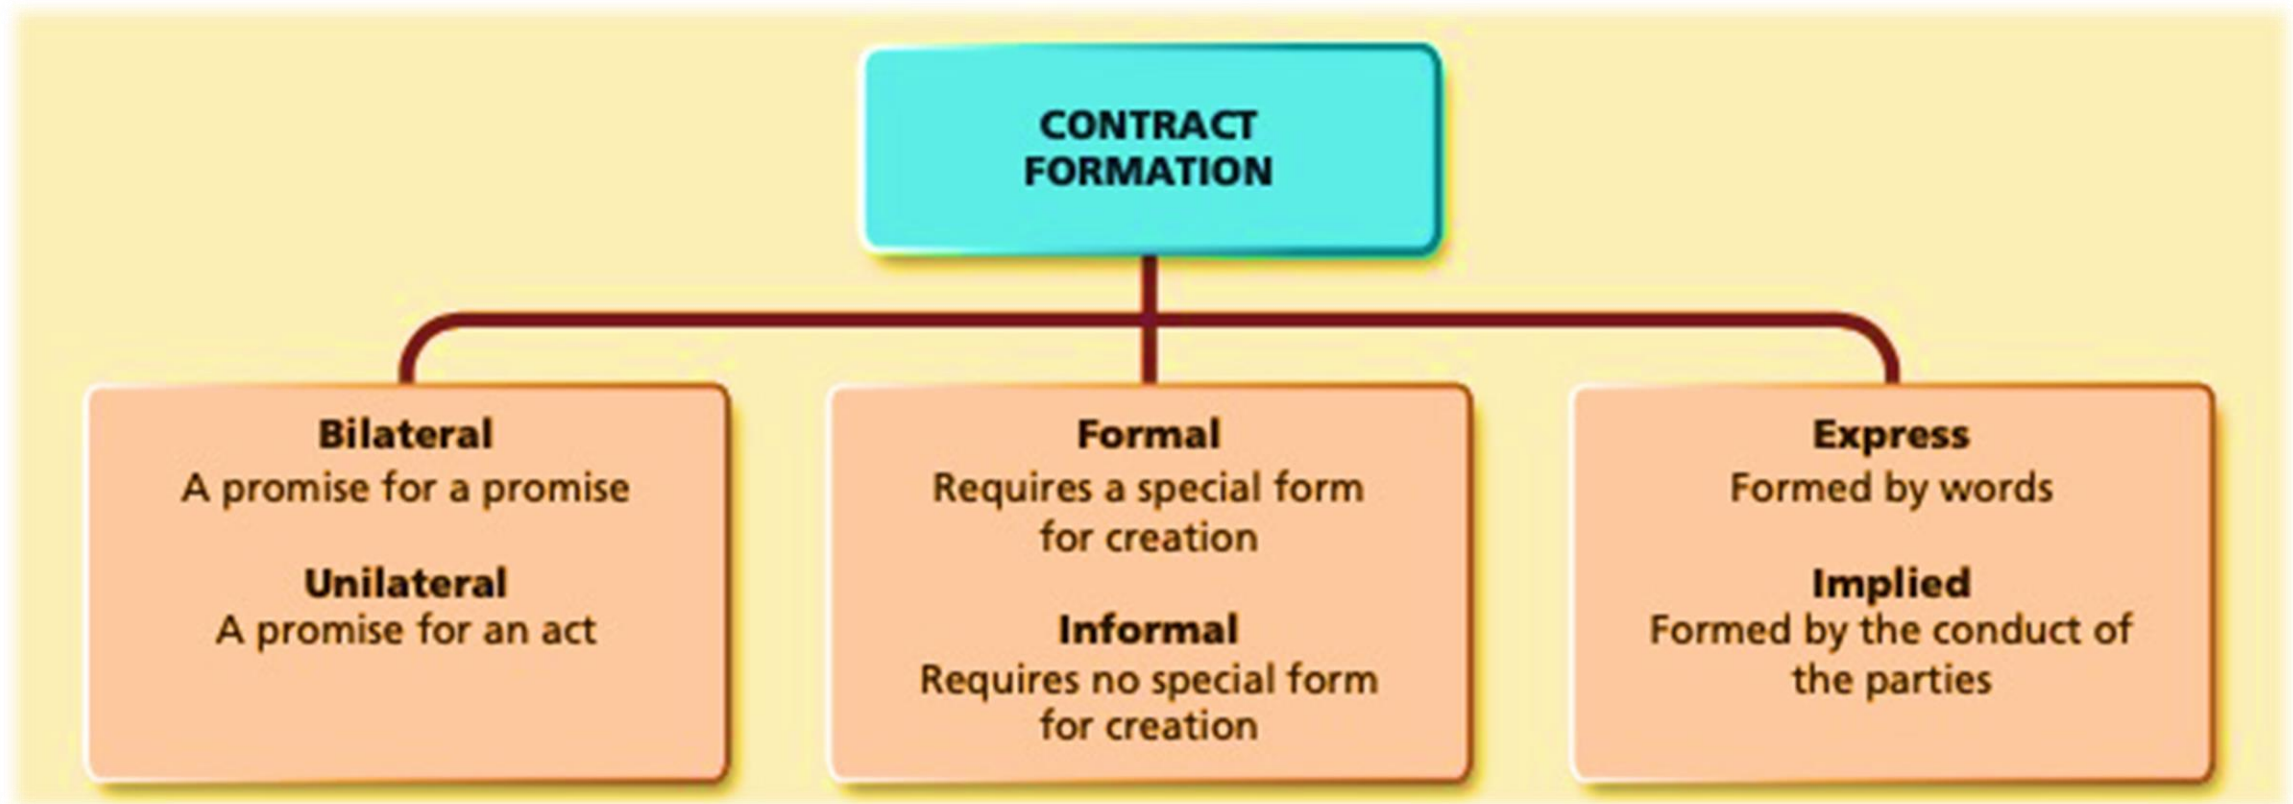 CONTRACT
FORMATION
Bilateral
A promise for a promise
Unilateral
A promise for an act
Formal
Requires a special form
for creation
Informal
Requires no special form
for creation
Express
Formed by words
Implied
Formed by the conduct of
the parties